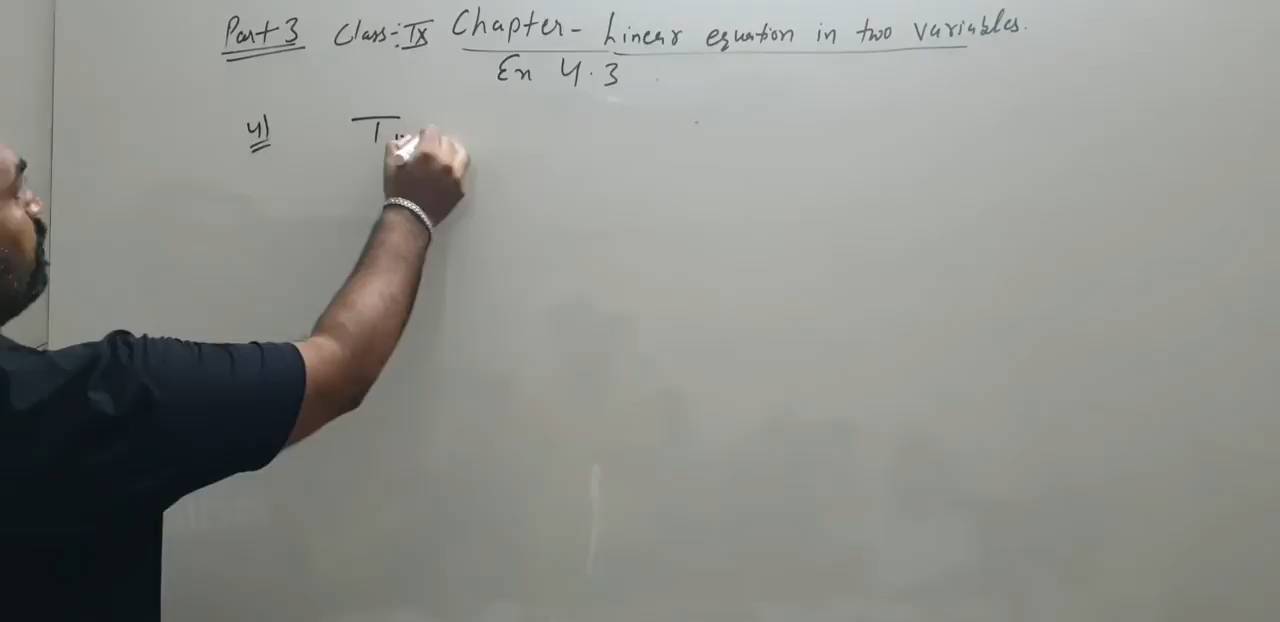 Part 3 Class:- IX Chapter - Linear equation in two variables.
Ex 4.3
4)